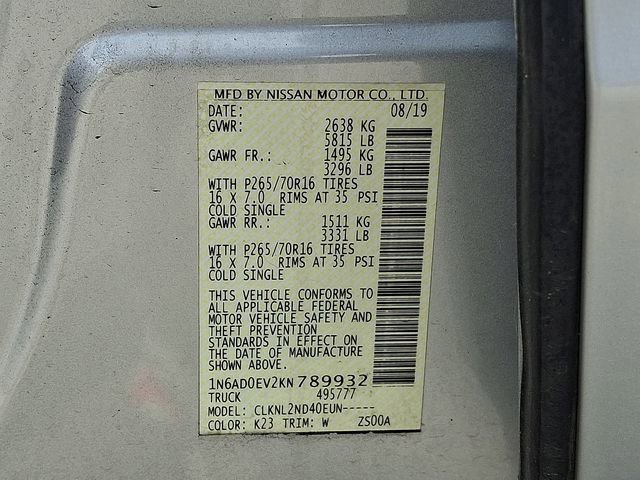 MFD BY NISSAN MOTOR CO., LTD.
DATE: 08/19
GVWR: 2638 KG
5815 LB
GAWR FR.: 1495 KG
3296 LB
WITH P265/70R16 TIRES
16 X 7.0 RIMS AT 35 PSI
COLD SINGLE
GAWR RR.: 1511 KG
3331 LB
WITH P265/70R16 TIRES
16 X 7.0 RIMS AT 35 PSI
COLD SINGLE
THIS VEHICLE CONFORMS TO
ALL APPLICABLE FEDERAL
MOTOR VEHICLE SAFETY AND
THEFT PREVENTION
STANDARDS IN EFFECT ON
THE DATE OF MANUFACTURE
SHOWN ABOVE.
1N6AD0EV2KN789932
TRUCK 495777
MODEL: CLKNL2ND40EUN-----
COLOR: K23 TRIM: W ZS00A